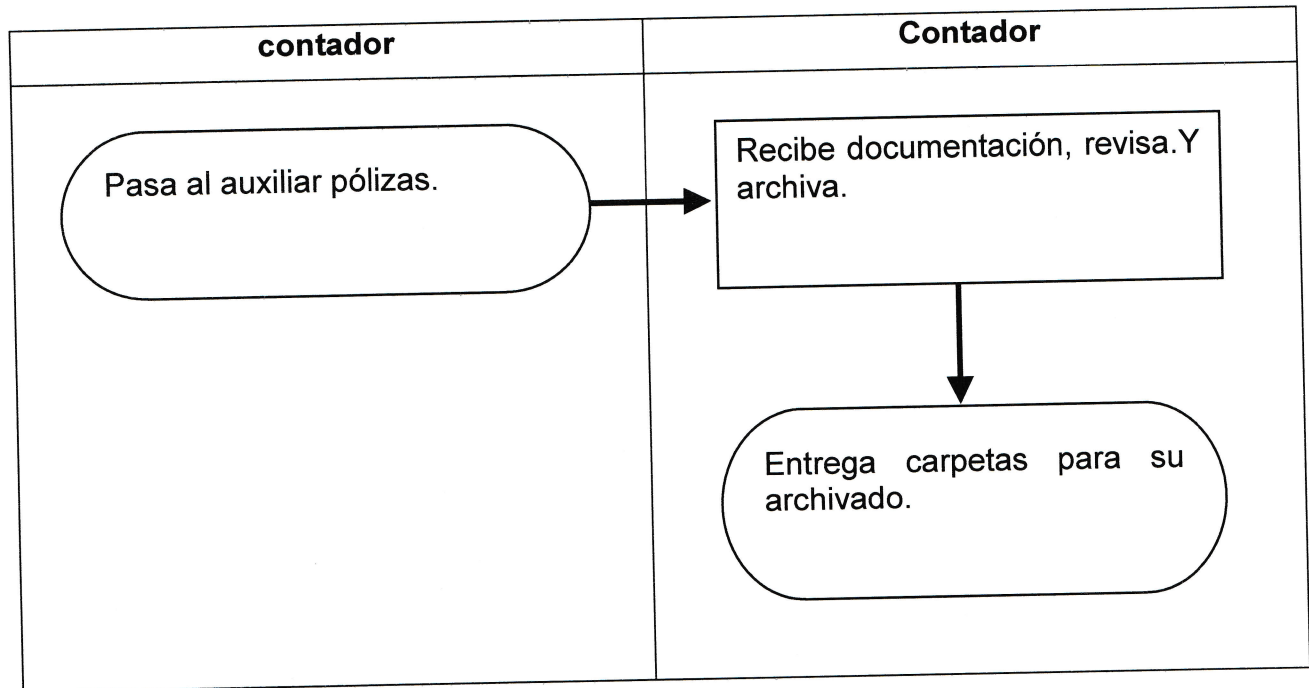 contador
Contador
Pasa al auxiliar pólizas.
Recibe documentación, revisa.Y
archiva.
Entrega carpetas para su
archivado.